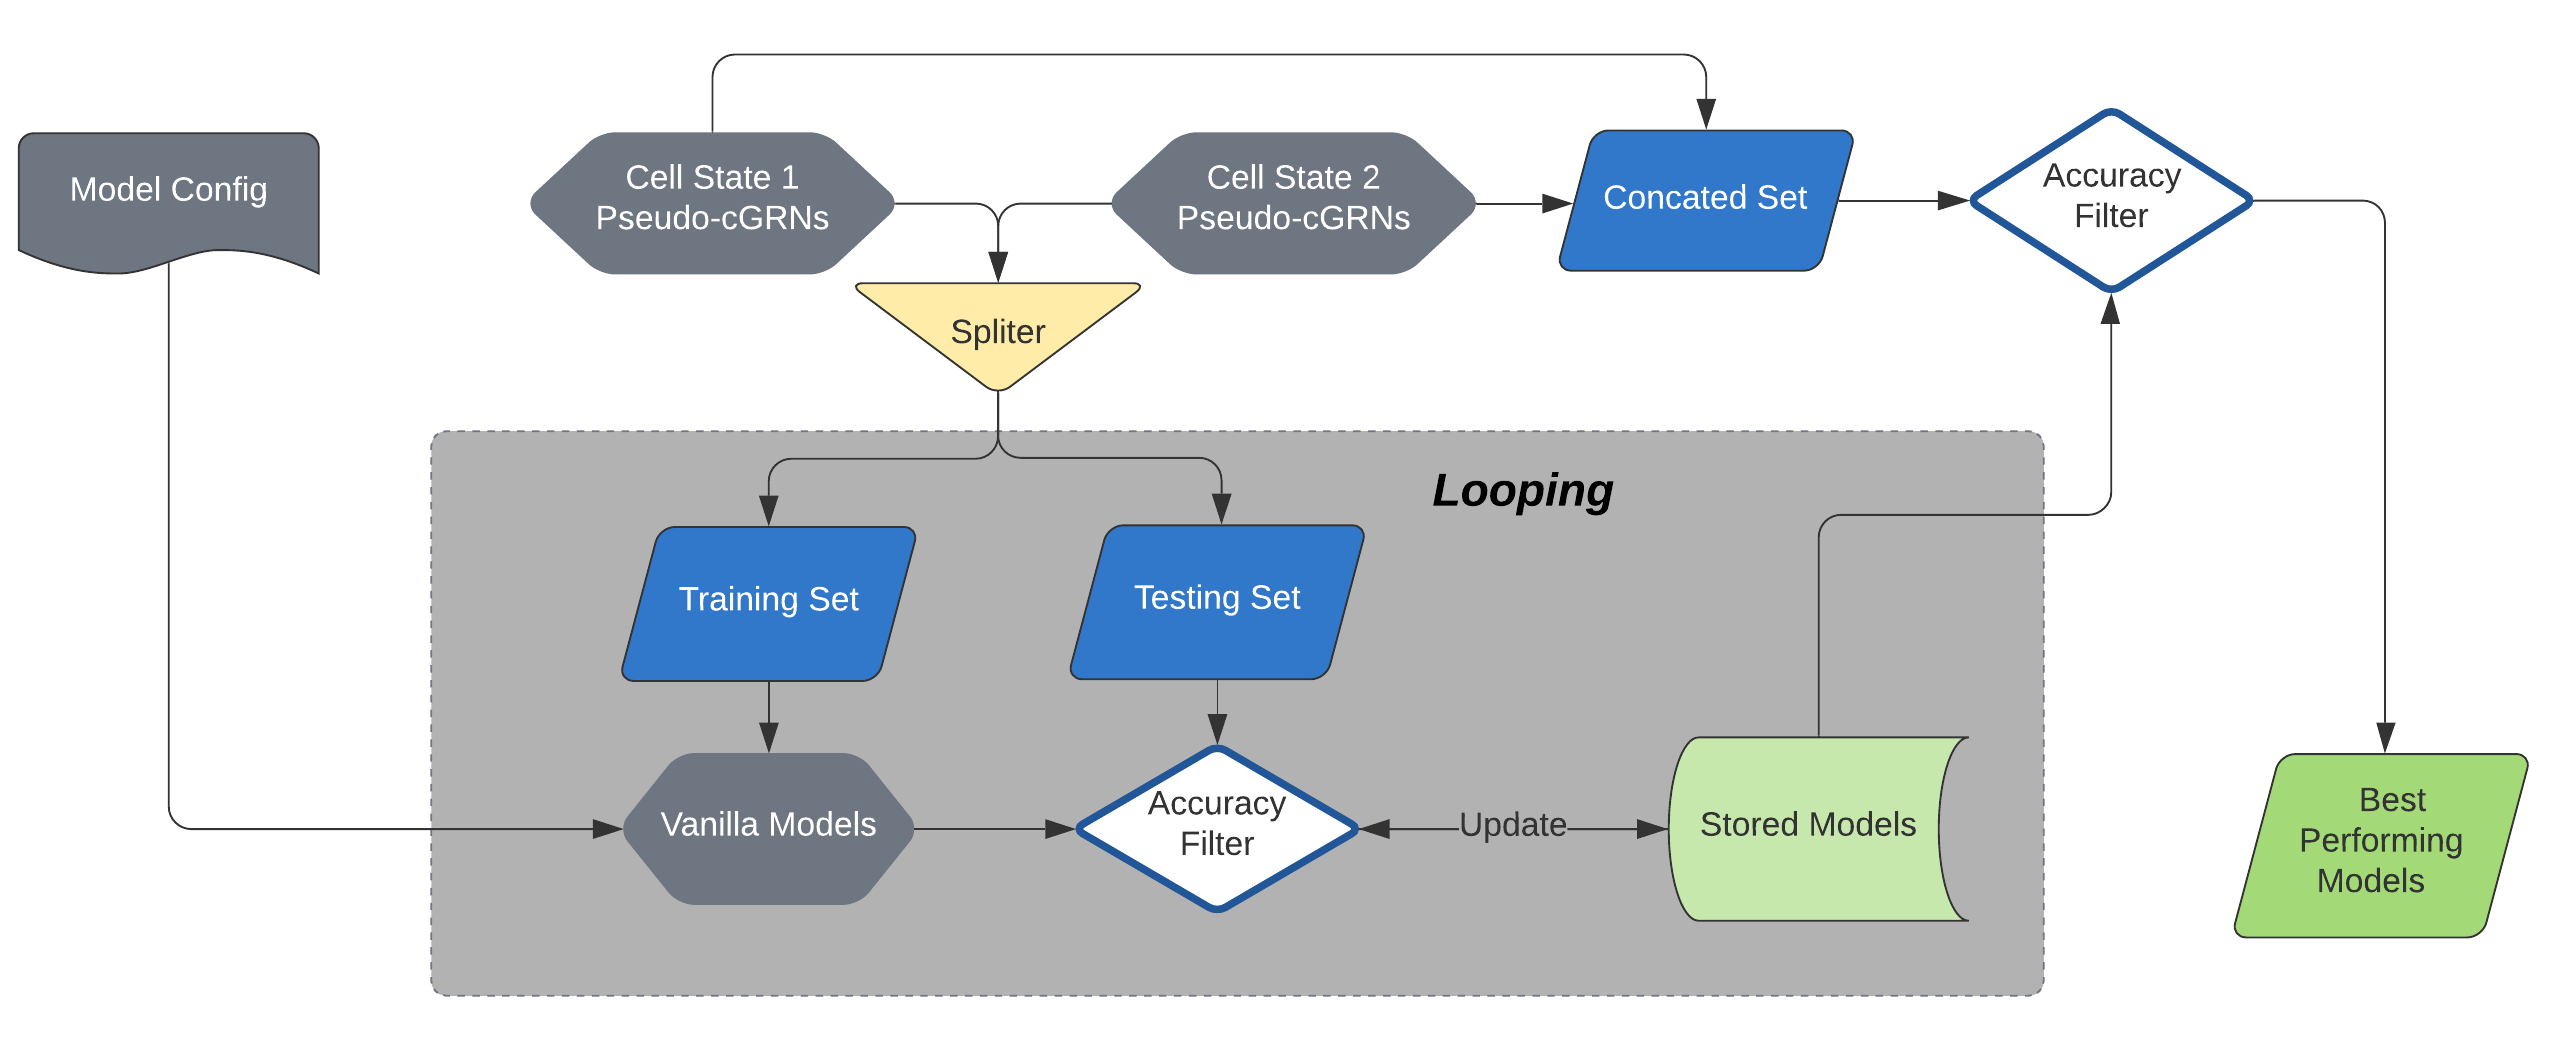 Model Config
Cell State 1
Pseudo-cGRNs
Cell State 2
Pseudo-cGRNs
Concated Set
Accuracy
Filter
Spliter
Looping
Training Set
Testing Set
Vanilla Models
Accuracy
Filter
Update
Stored Models
Best
Performing
Models